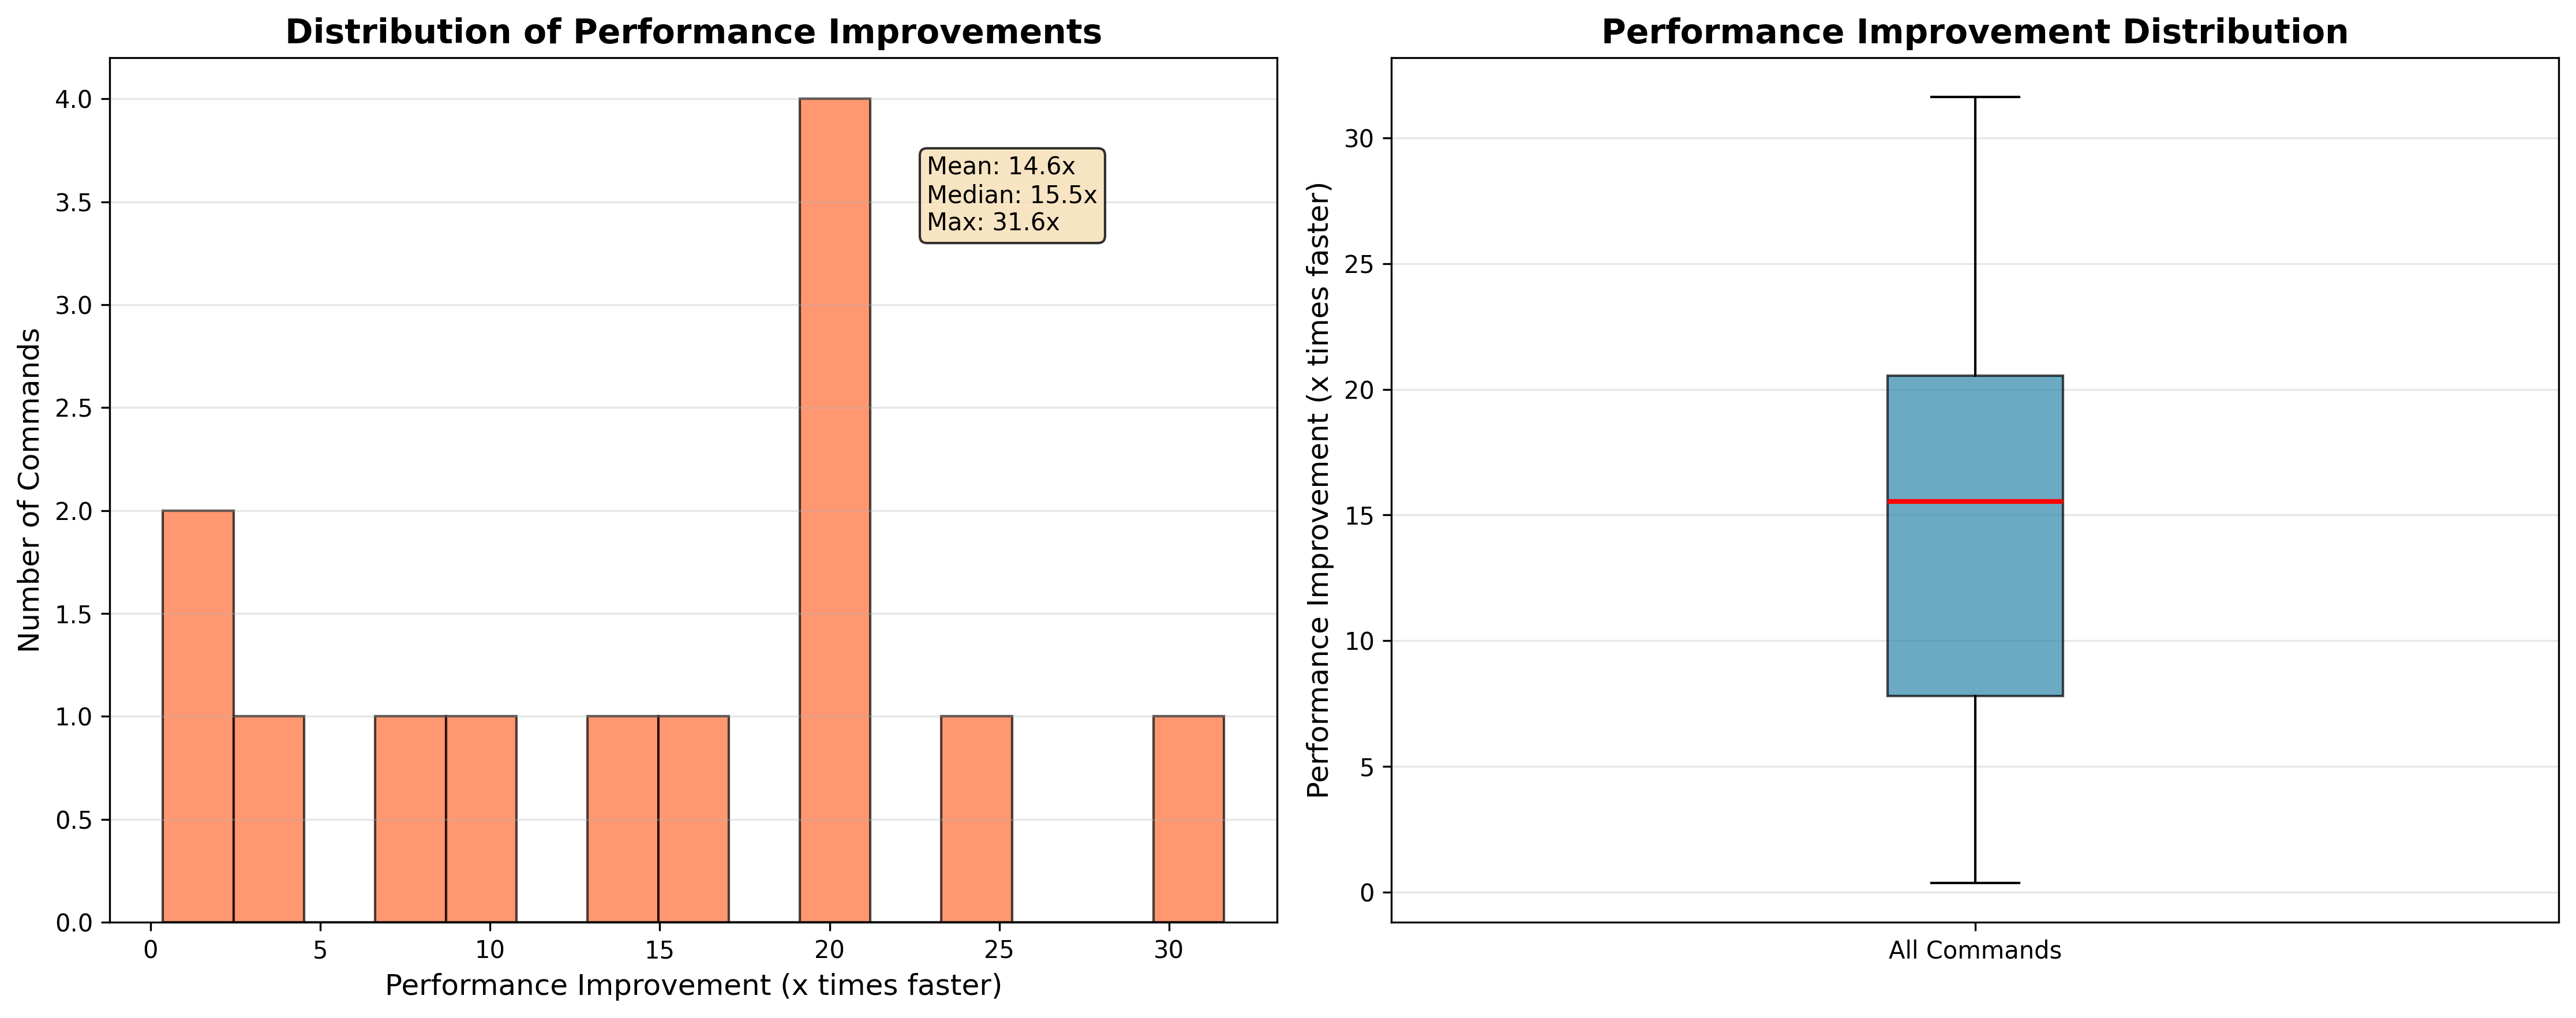 Distribution of Performance Improvements
4.0
3.5
3.0
2.5
2.0
1.5
1.0
0.5
0.0
Number of Commands
Mean: 14.6x
Median: 15.5x
Max: 31.6x
0 5 10 15 20 25 30
Performance Improvement (x times faster)
Performance Improvement Distribution
30
25
20
15
10
5
0
Performance Improvement (x times faster)
All Commands